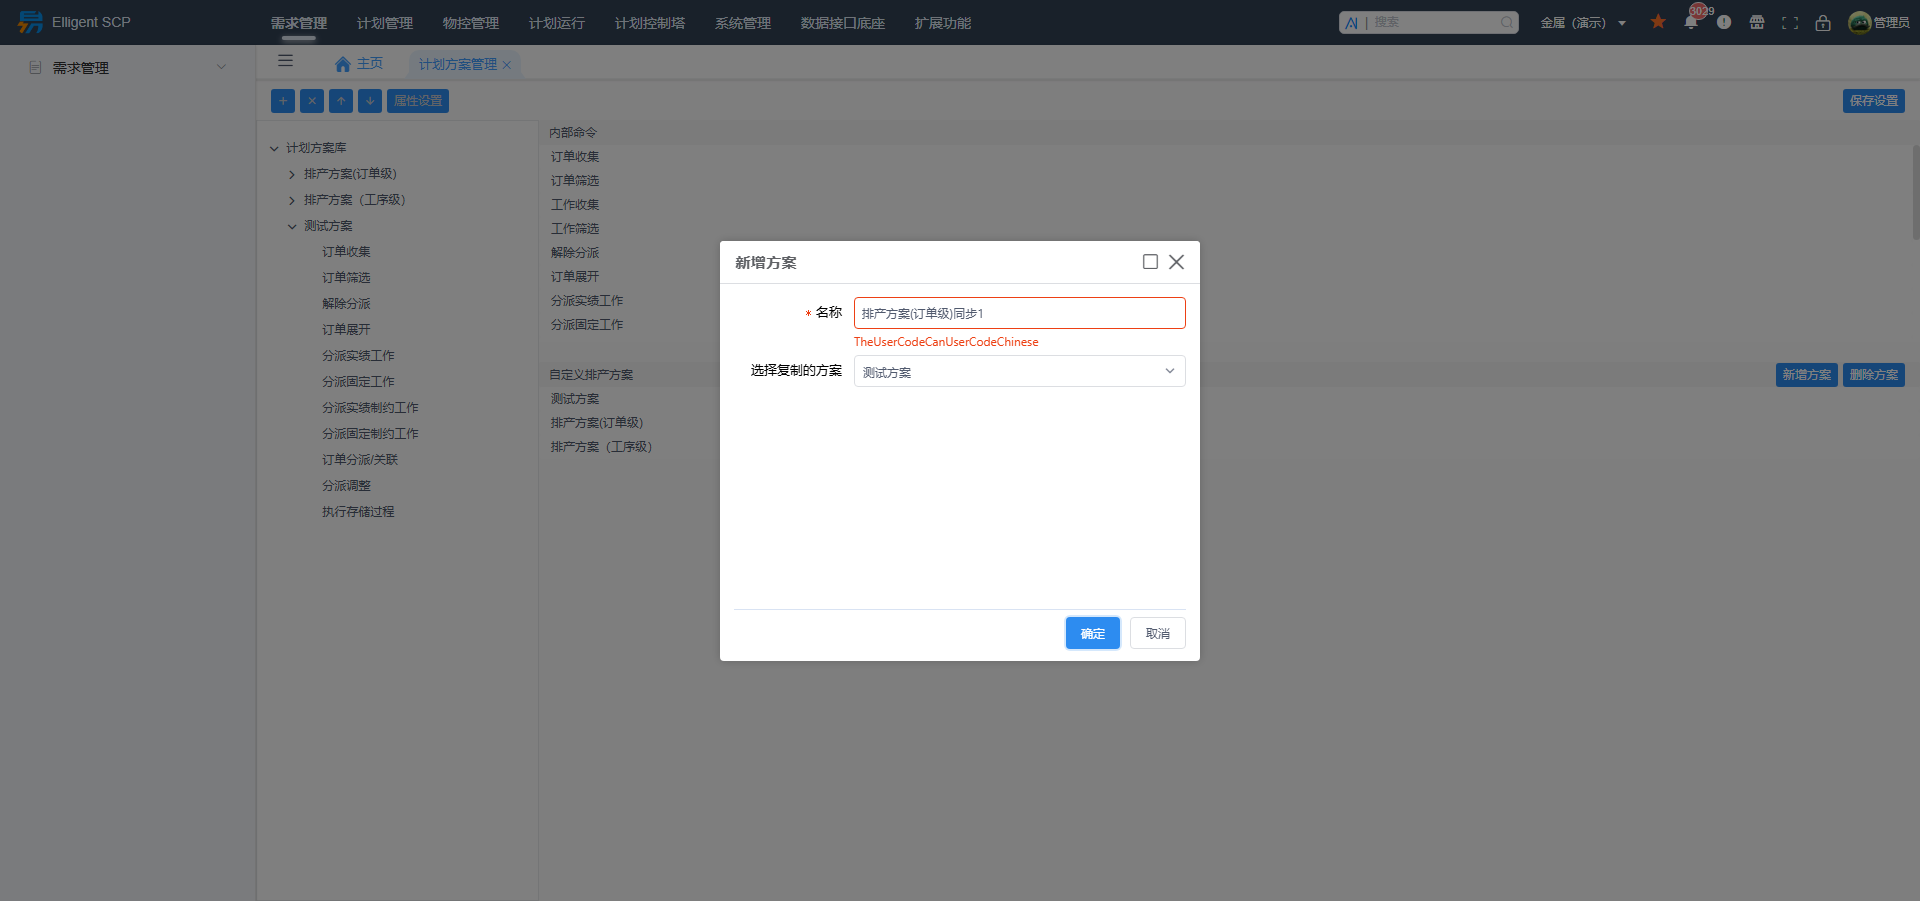 Elligent SCP
需求管理
计划管理
物控管理
计划运行
计划控制塔
系统管理
数据接口底座
扩展功能
AI | 搜索
金属（演示）
3029
管理员
需求管理
主页
计划方案管理
属性设置
保存设置
计划方案库
排产方案(订单级)
排产方案（工序级）
测试方案
订单收集
订单筛选
解除分派
订单展开
分派实绩工作
分派固定工作
分派实绩制约工作
分派固定制约工作
订单分派/关联
分派调整
执行存储过程
内部命令
订单收集
订单筛选
工作收集
工作筛选
解除分派
订单展开
分派实绩工作
分派固定工作
自定义排产方案
新增方案
删除方案
测试方案
排产方案(订单级)
排产方案（工序级）
新增方案
* 名称
排产方案(订单级)同步1
TheUserCodeCanUserCodeChinese
选择复制的方案
测试方案
确定
取消